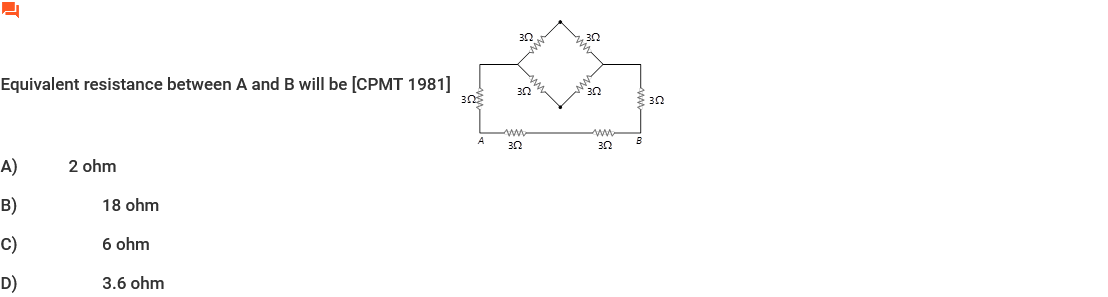 3Ω 3Ω
Equivalent resistance between A and B will be [CPMT 1981]
3Ω 3Ω
3Ω 3Ω
A B
3Ω 3Ω
A) 2 ohm
B) 18 ohm
C) 6 ohm
D) 3.6 ohm